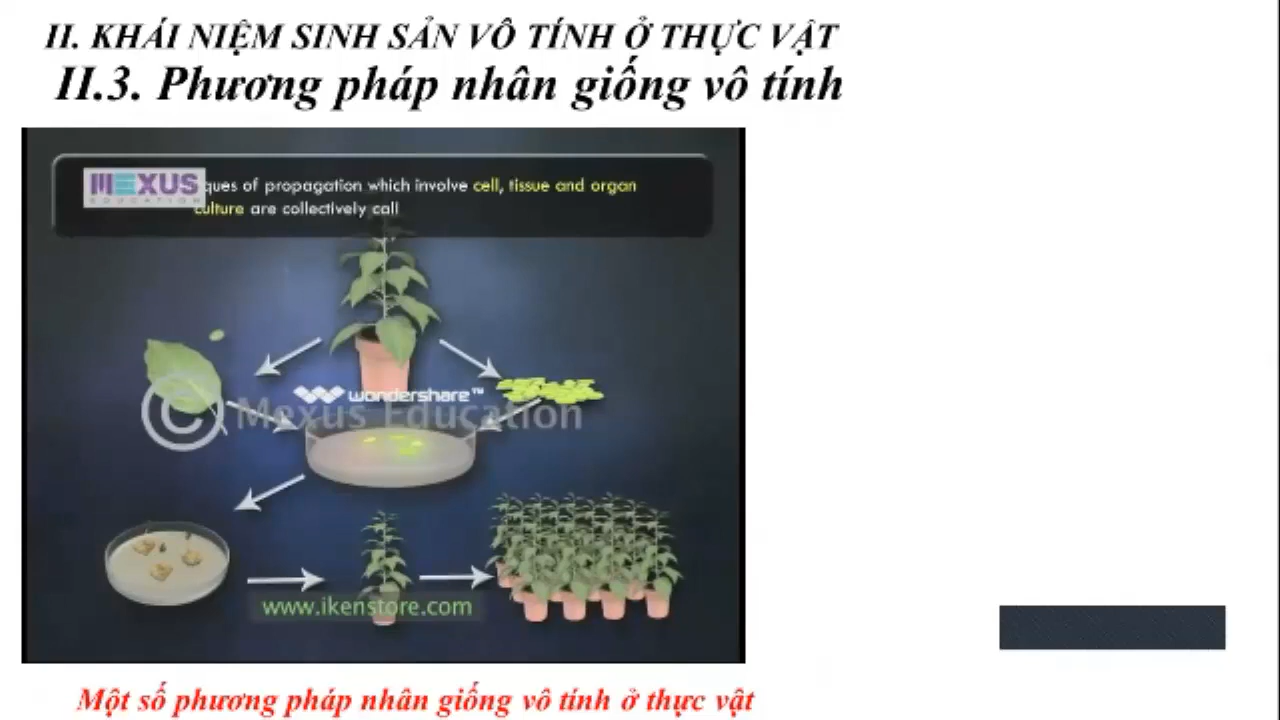 II. KHÁI NIỆM SINH SẢN VÔ TÍNH Ở THỰC VẬT
II.3. Phương pháp nhân giống vô tính
MEXUS
EDUCATION
ques of propagation which involve cell, tissue and organ
culture are collectively call
wondershare™
© Mexus Education
www.ikenstore.com
Một số phương pháp nhân giống vô tính ở thực vật